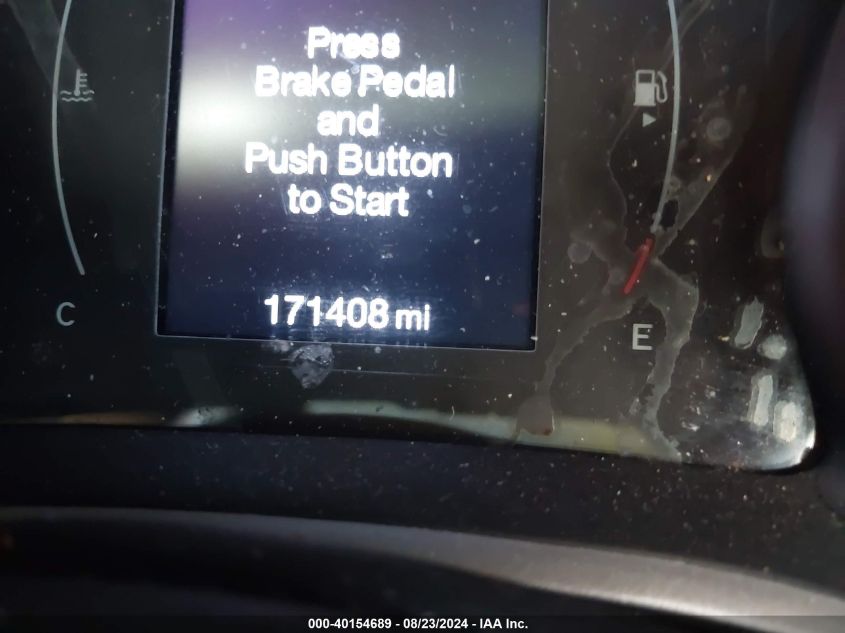 Press
Brake Pedal
and
Push Button
to Start
171408 mi
C
E
000-40154689 - 08/23/2024 - IAA Inc.